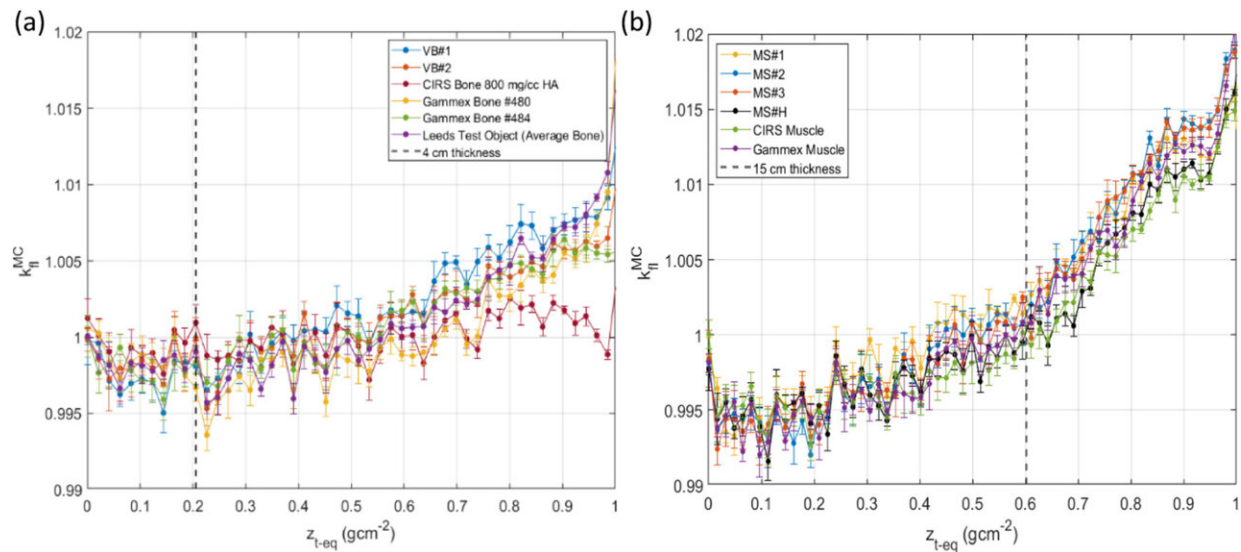 (a)
1.02
1.015
1.01
1.005
1
0.995
0.99
k_fl^MC
VB#1
VB#2
CIRS Bone 800 mg/cc HA
Gammex Bone #480
Gammex Bone #484
Leeds Test Object (Average Bone)
4 cm thickness
0 0.1 0.2 0.3 0.4 0.5 0.6 0.7 0.8 0.9 1
z_t-eq (gcm^-2)
(b)
1.02
1.015
1.01
1.005
1
0.995
0.99
k_fl^MC
MS#1
MS#2
MS#3
MS#H
CIRS Muscle
Gammex Muscle
15 cm thickness
0 0.1 0.2 0.3 0.4 0.5 0.6 0.7 0.8 0.9 1
z_t-eq (gcm^-2)